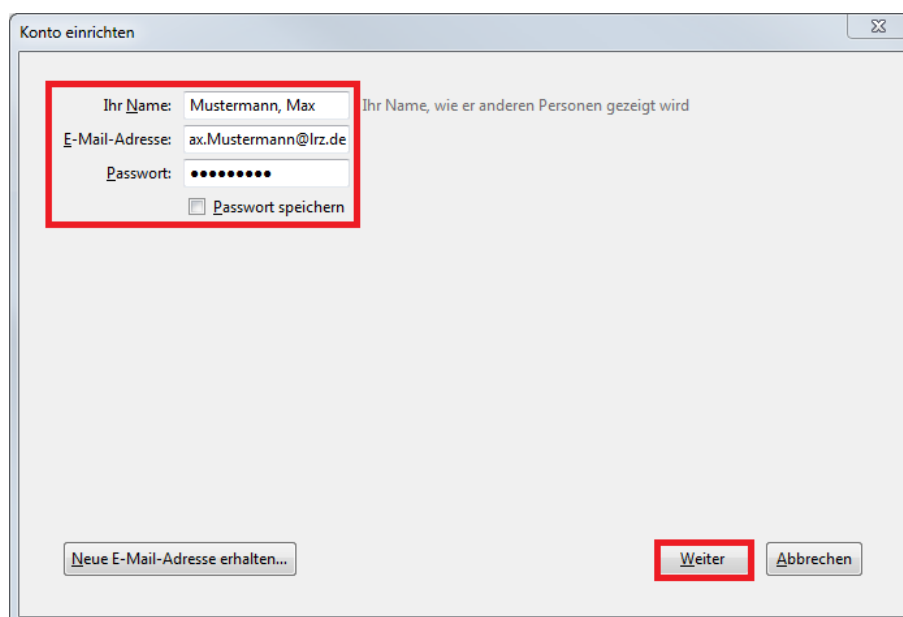 Konto einrichten
Ihr Name: Mustermann, Max Ihr Name, wie er anderen Personen gezeigt wird
E-Mail-Adresse: ax.Mustermann@lrz.de
Passwort: •••••••••
Passwort speichern
Neue E-Mail-Adresse erhalten... Weiter Abbrechen